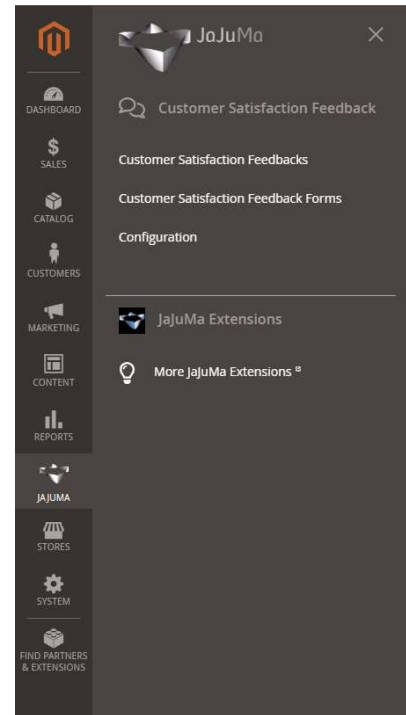 DASHBOARD
SALES
CATALOG
CUSTOMERS
MARKETING
CONTENT
REPORTS
JAJUMA
STORES
SYSTEM
FIND PARTNERS
& EXTENSIONS
JaJuMa
Customer Satisfaction Feedback
Customer Satisfaction Feedbacks
Customer Satisfaction Feedback Forms
Configuration
JaJuMa Extensions
More JaJuMa Extensions